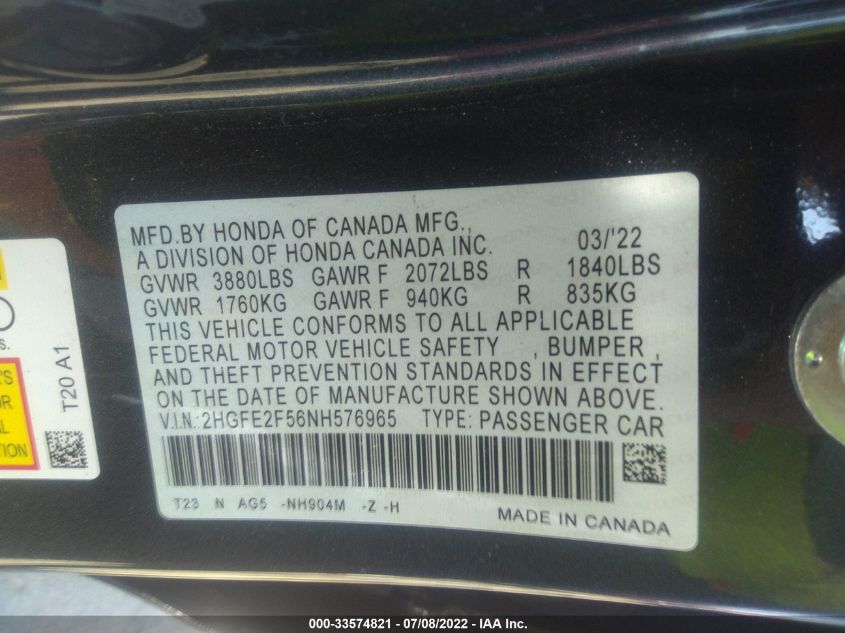 MFD.BY HONDA OF CANADA MFG.,
A DIVISION OF HONDA CANADA INC. 03/'22
GVWR 3880LBS GAWR F 2072LBS R 1840LBS
GVWR 1760KG GAWR F 940KG R 835KG
THIS VEHICLE CONFORMS TO ALL APPLICABLE
FEDERAL MOTOR VEHICLE SAFETY , BUMPER ,
AND THEFT PREVENTION STANDARDS IN EFFECT
ON THE DATE OF MANUFACTURE SHOWN ABOVE.
V.I.N.:2HGFE2F56NH576965 TYPE: PASSENGER CAR
T23 N AG5 -NH904M -Z -H
MADE IN CANADA
T20 A1
000-33574821 - 07/08/2022 - IAA Inc.